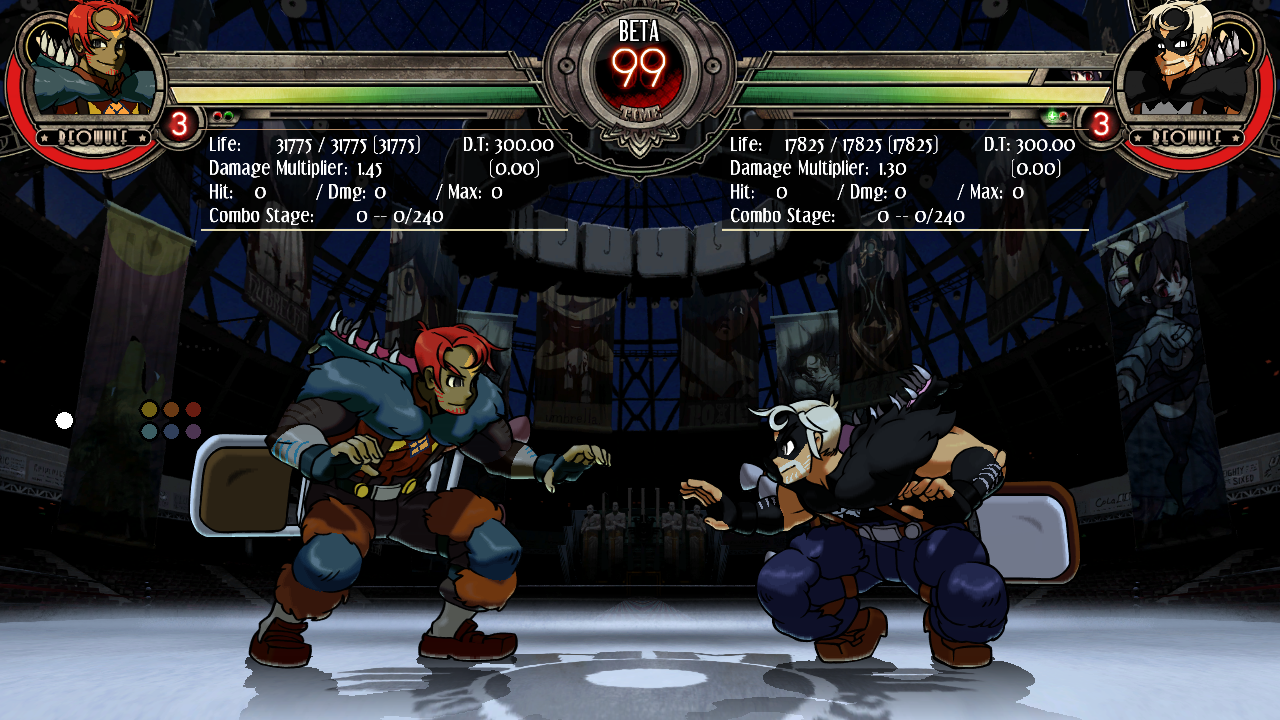 BETA
99
TIME
BEOWULF
3
3
BEOWULF
Life: 31775 / 31775 (31775) D.T: 300.00
Damage Multiplier: 1.45 (0.00)
Hit: 0 / Dmg: 0 / Max: 0
Combo Stage: 0 -- 0/240
Life: 17825 / 17825 (17825) D.T: 300.00
Damage Multiplier: 1.30 (0.00)
Hit: 0 / Dmg: 0 / Max: 0
Combo Stage: 0 -- 0/240